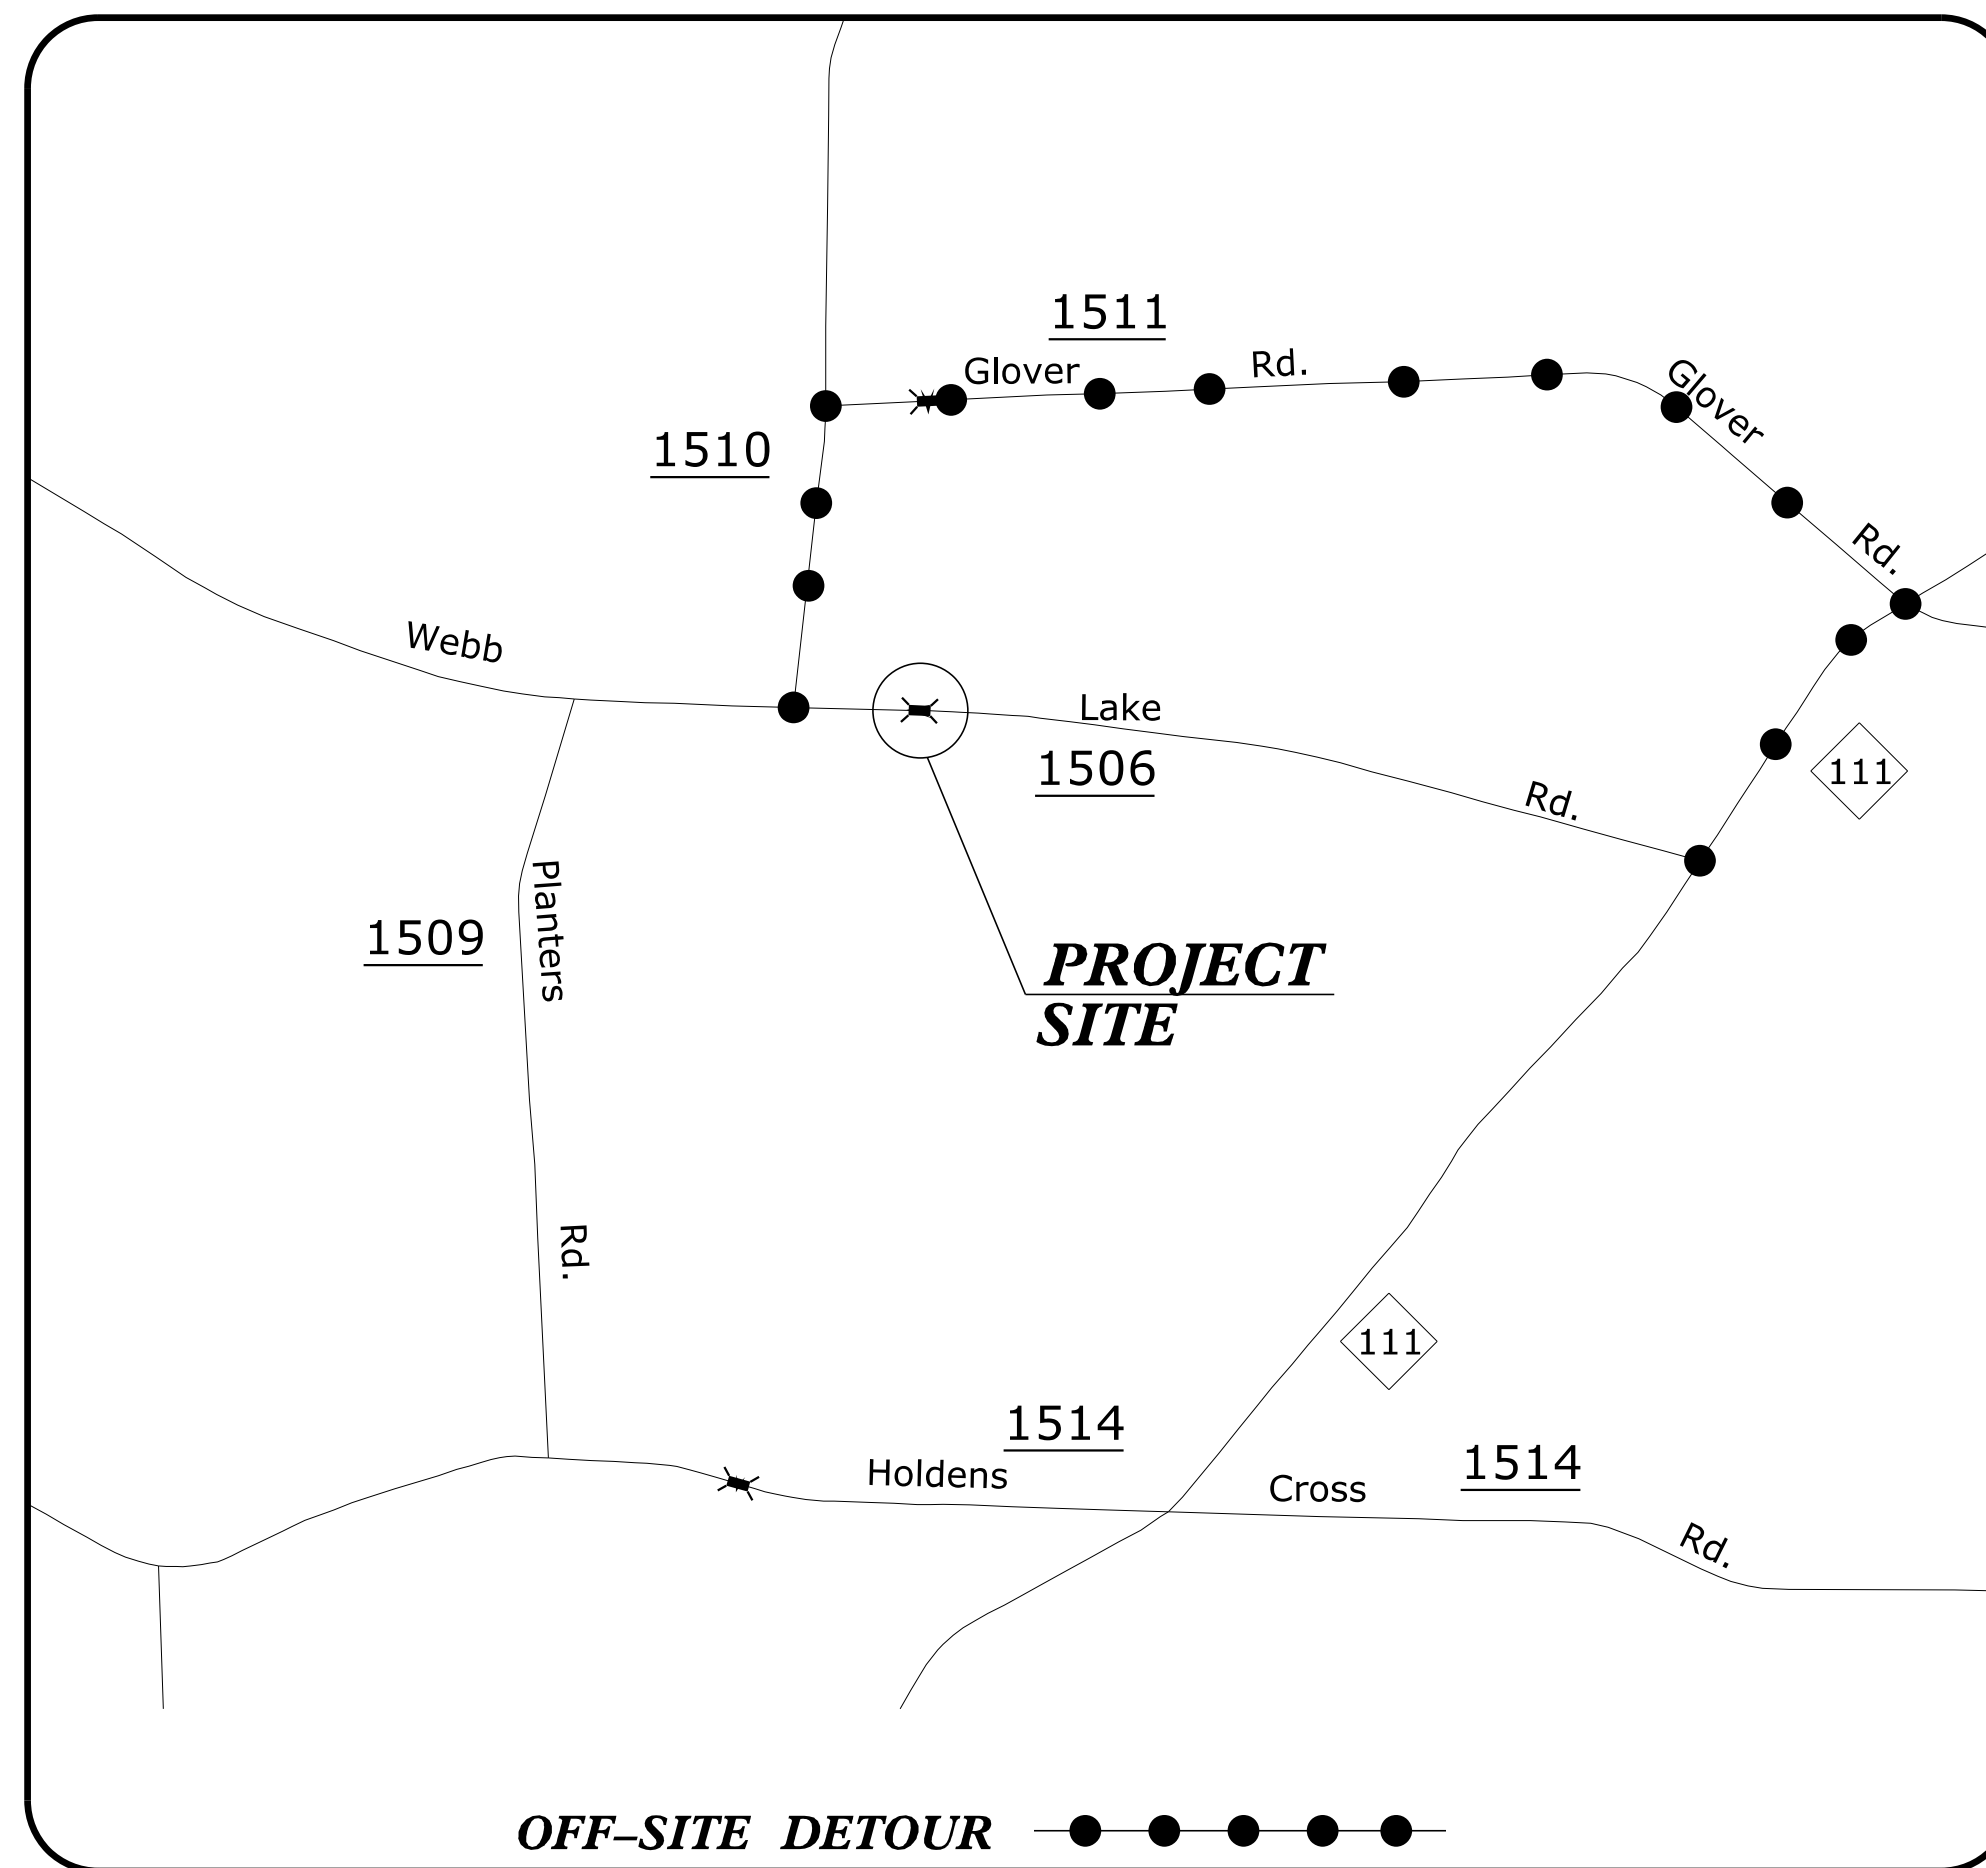 1511
Glover Rd.
Glover Rd.
1510
Webb Lake Rd.
1506
111
1509
Planters Rd.
PROJECT
SITE
111
1514
1514
Holdens Cross Rd.
OFF-SITE DETOUR